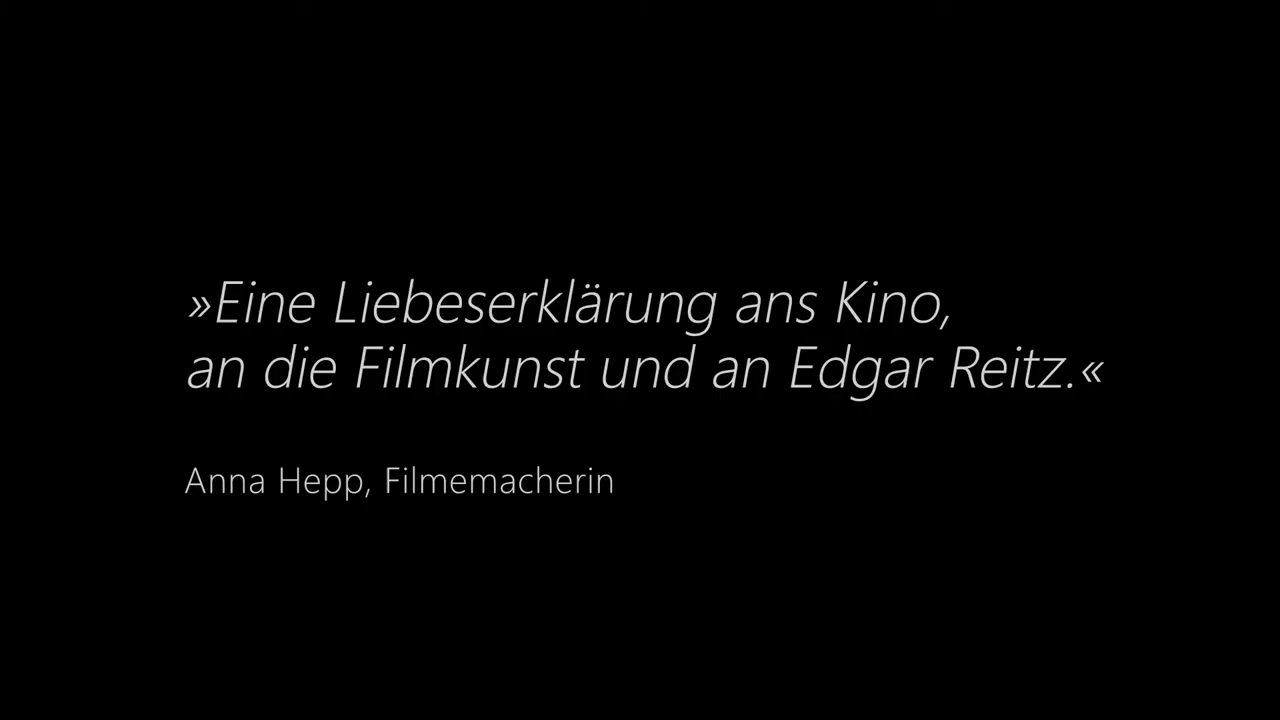 »Eine Liebeserklärung ans Kino,
an die Filmkunst und an Edgar Reitz.«
Anna Hepp, Filmemacherin